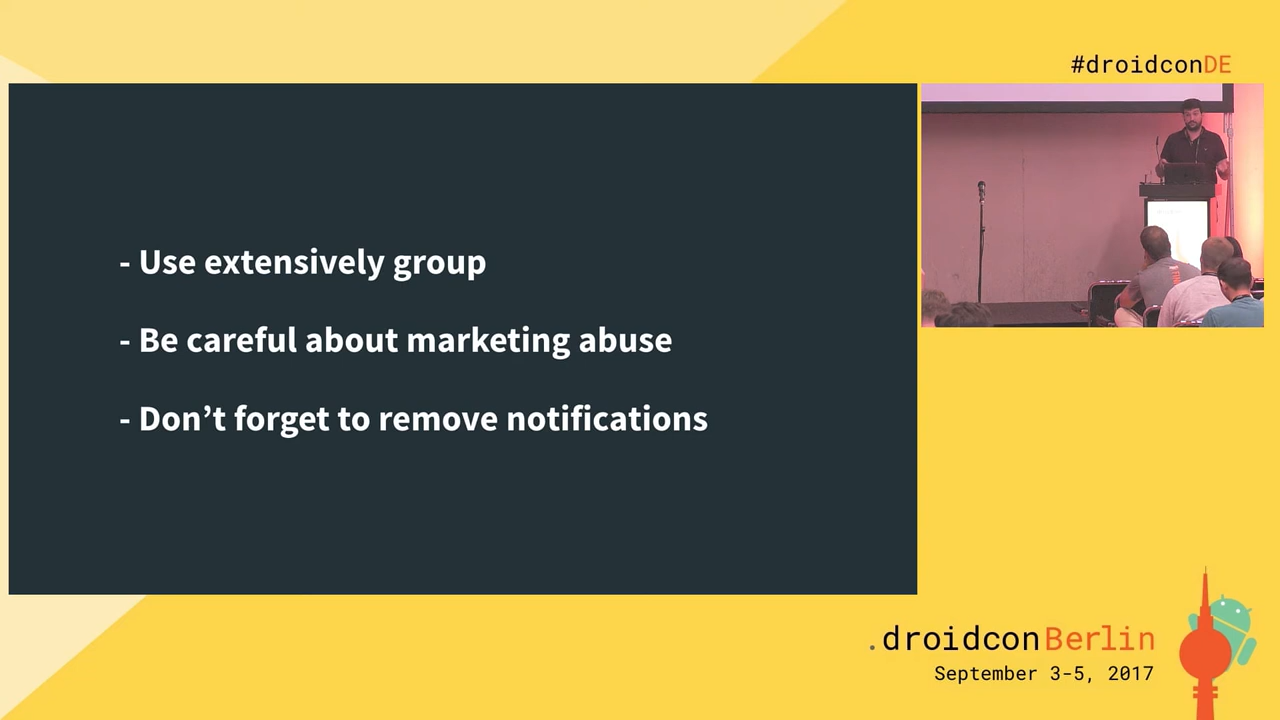 #droidconDE
- Use extensively group
- Be careful about marketing abuse
- Don’t forget to remove notifications
.droidconBerlin
September 3-5, 2017